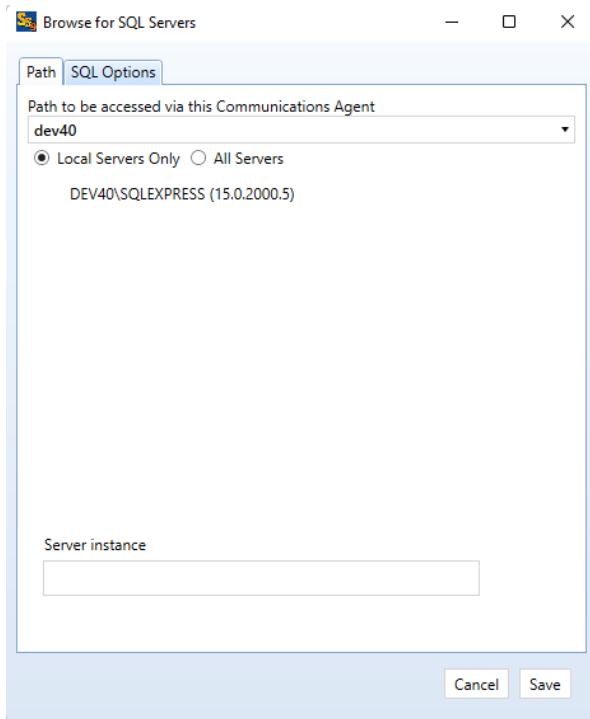 Browse for SQL Servers
Path SQL Options
Path to be accessed via this Communications Agent
dev40
Local Servers Only All Servers
DEV40\SQLEXPRESS (15.0.2000.5)
Server instance
Cancel Save